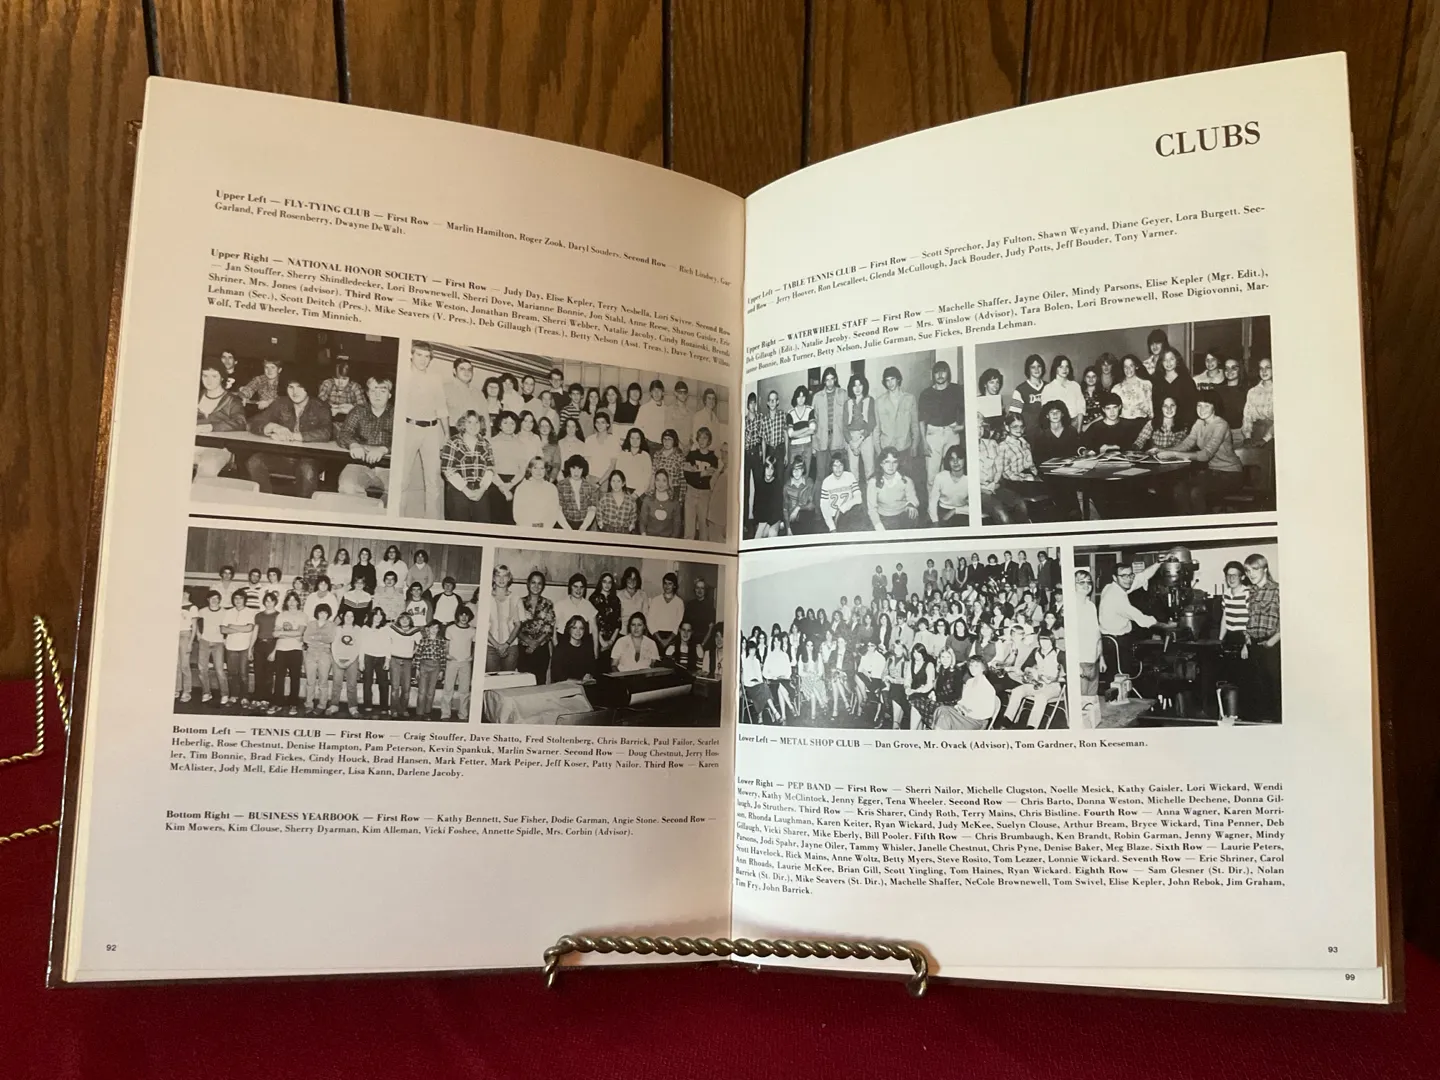 Upper Left — FLY-TYING CLUB — First Row — Marlin Hamilton, Roger Zook, Daryl Souders. Second Row — Rich Lindsey, Gar
Garland, Fred Rosenberry, Dwayne DeWalt.
Upper Right — NATIONAL HONOR SOCIETY — First Row — Judy Day, Elise Kepler, Terry Nesbella, Lori Swire. Second Row
— Jan Stouffer, Sherry Shindledecker, Lori Brownewell, Sherri Dove, Marianne Bonnie, Jon Stahl, Anne Reese, Sharon Gaisler, Eric
Shriner, Mrs. Jones (advisor). Third Row — Mike Weston, Jonathan Bream, Sherri Webber, Natalie Jacoby, Cindy Brenda
Lehman (Sec.), Scott Deitch (Pres.), Mike Seavers (V. Pres.), Deb Gillaugh (Treas.), Betty Nelson (Asst. Treas.), Dave Yerger,
Wolf, Tedd Wheeler, Tim Minnich.
Bottom Left — TENNIS CLUB — First Row — Craig Stouffer, Dave Shatto, Fred Stoltenberg, Chris Barrick, Paul Failor, Scarlet
Heberlig, Rose Chestnut, Denise Hampton, Pam Peterson, Kevin Spankuk, Marlin Swarner. Second Row — Doug Chestnut, Jerry Hos-
ler, Tim Bonnie, Brad Fickes, Cindy Houck, Brad Hansen, Mark Fetter, Mark Peiper, Jeff Koser, Patty Nailor. Third Row — Karen
McAlister, Jody Mell, Edie Hemminger, Lisa Kann, Darlene Jacoby.
Bottom Right — BUSINESS YEARBOOK — First Row — Kathy Bennett, Sue Fisher, Dodie Garman, Angie Stone. Second Row —
Kim Mowers, Kim Clouse, Sherry Dyarman, Kim Alleman, Vicki Foshee, Annette Spidle, Mrs. Corbin (Advisor).
92
CLUBS
Upper Left — TABLE TENNIS CLUB — First Row — Scott Sprechor, Jay Fulton, Shawn Weyand, Diane Geyer, Lora Burgett. Sec-
ond Row — Jerry Hoover, Ron Lescalleet, Glenda McCullough, Jack Bouder, Judy Potts, Jeff Bouder, Tony Varner.
Upper Right — WATERWHEEL STAFF — First Row — Machelle Shaffer, Jayne Oiler, Mindy Parsons, Elise Kepler (Mgr. Edit.),
Deb Gillaugh (Edit.), Natalie Jacoby. Second Row — Mrs. Winslow (Advisor), Tara Bolen, Lori Brownewell, Rose Digiovonni, Mar-
ianne Bonnie, Rob Turner, Betty Nelson, Julie Garman, Sue Fickes, Brenda Lehman.
27
Lower Left — METAL SHOP CLUB — Dan Grove, Mr. Ovack (Advisor), Tom Gardner, Ron Keeseman.
Lower Right — PEP BAND — First Row — Sherri Nailor, Michelle Clugston, Noelle Mesick, Kathy Gaisler, Lori Wickard, Wendi
Mowery, Kathy McClintock, Jenny Egger, Tena Wheeler. Second Row — Chris Barto, Donna Weston, Michelle Dechene, Donna Gil-
laugh, Jo Struthers. Third Row — Kris Sharer, Cindy Roth, Terry Mains, Chris Bistline. Fourth Row — Anna Wagner, Karen Morri-
son, Rhonda Laughman, Karen Keiter, Ryan Wickard, Judy McKee, Suelyn Clouse, Arthur Bream, Bryce Wickard, Tina Penner, Deb
Gillaugh, Vicki Sharer, Mike Eberly, Bill Pooler. Fifth Row — Chris Brumbaugh, Ken Brandt, Robin Garman, Jenny Wagner, Mindy
Parsons, Jodi Spahr, Jayne Oiler, Tammy Whisler, Janelle Chestnut, Chris Pyne, Denise Baker, Meg Blaze. Sixth Row — Laurie Peters,
Scott Havelock, Rick Mains, Anne Woltz, Betty Myers, Steve Rosito, Tom Lezzer, Lonnie Wickard. Seventh Row — Eric Shriner, Carol
Ann Rhoads, Laurie McKee, Brian Gill, Scott Yingling, Tom Haines, Ryan Wickard. Eighth Row — Sam Glesner (St. Dir.), Nolan
Barrick (St. Dir.), Mike Seavers (St. Dir.), Machelle Shaffer, NeCole Brownewell, Tom Swivel, Elise Kepler, John Rebok, Jim Graham,
Tim Fry, John Barrick.
93
99